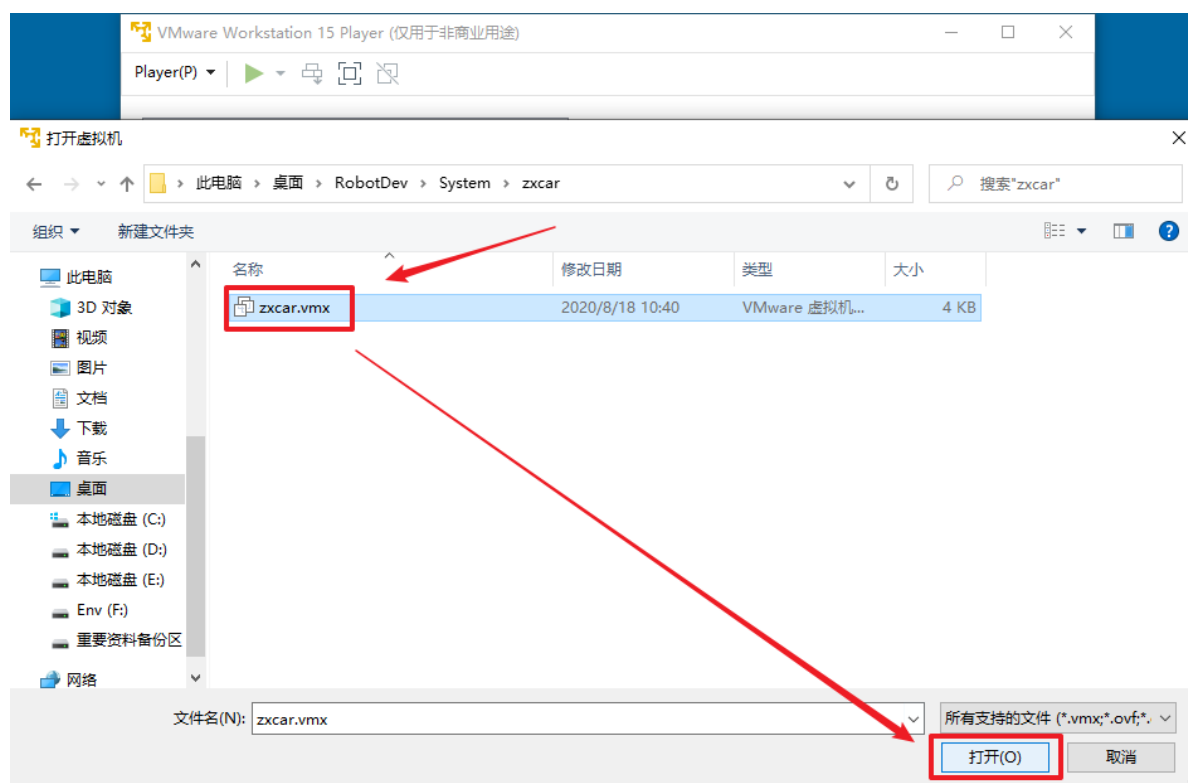 VMware Workstation 15 Player (仅用于非商业用途)
Player(P)
打开虚拟机
此电脑 > 桌面 > RobotDev > System > zxcar
搜索"zxcar"
组织
新建文件夹
名称
修改日期
类型
大小
zxcar.vmx
2020/8/18 10:40
VMware 虚拟机...
4 KB
此电脑
3D 对象
视频
图片
文档
下载
音乐
桌面
本地磁盘 (C:)
本地磁盘 (D:)
本地磁盘 (E:)
Env (F:)
重要资料备份区
网络
文件名(N):
zxcar.vmx
所有支持的文件 (*.vmx;*.ovf;*.
打开(O)
取消